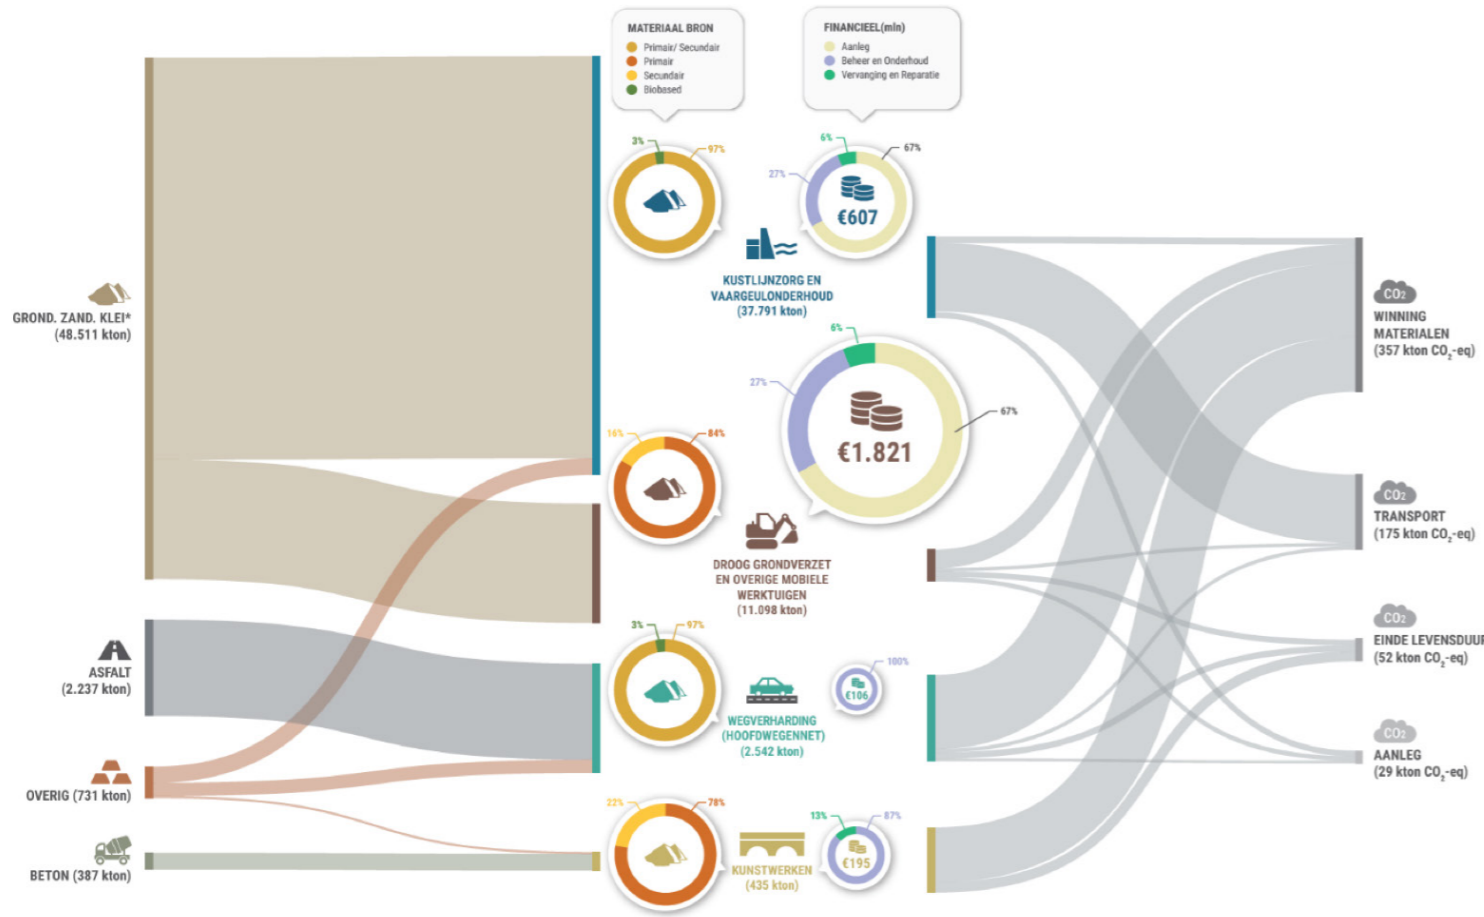 MATERIAAL BRON
Primair/ Secundair
Primair
Secundair
Biobased
FINANCIEEL(mln)
Aanleg
Beheer en Onderhoud
Vervanging en Reparatie
3%
97%
6%
67%
27%
€607
KUSTLIJNZORG EN
VAARGEULONDERHOUD
(37.791 kton)
GROND. ZAND. KLEI*
(48.511 kton)
CO₂
WINNING
MATERIALEN
(357 kton CO₂-eq)
6%
27%
67%
€1.821
16%
84%
DROOG GRONDVERZET
EN OVERIGE MOBIELE
WERKTUIGEN
(11.098 kton)
CO₂
TRANSPORT
(175 kton CO₂-eq)
CO₂
EINDE LEVENSDUUR
(52 kton CO₂-eq)
ASFALT
(2.237 kton)
3%
97%
100%
€106
WEGVERHARDING
(HOOFDWEGENNET)
(2.542 kton)
CO₂
AANLEG
(29 kton CO₂-eq)
OVERIG (731 kton)
22%
78%
13%
87%
€195
KUNSTWERKEN
(435 kton)
BETON (387 kton)